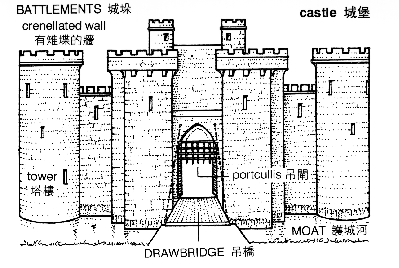 BATTLEMENTS 城垛
crenellated wall
有雉堞的牆
castle 城堡
tower
塔樓
portcullis 吊閘
MOAT 護城河
DRAWBRIDGE 吊橋